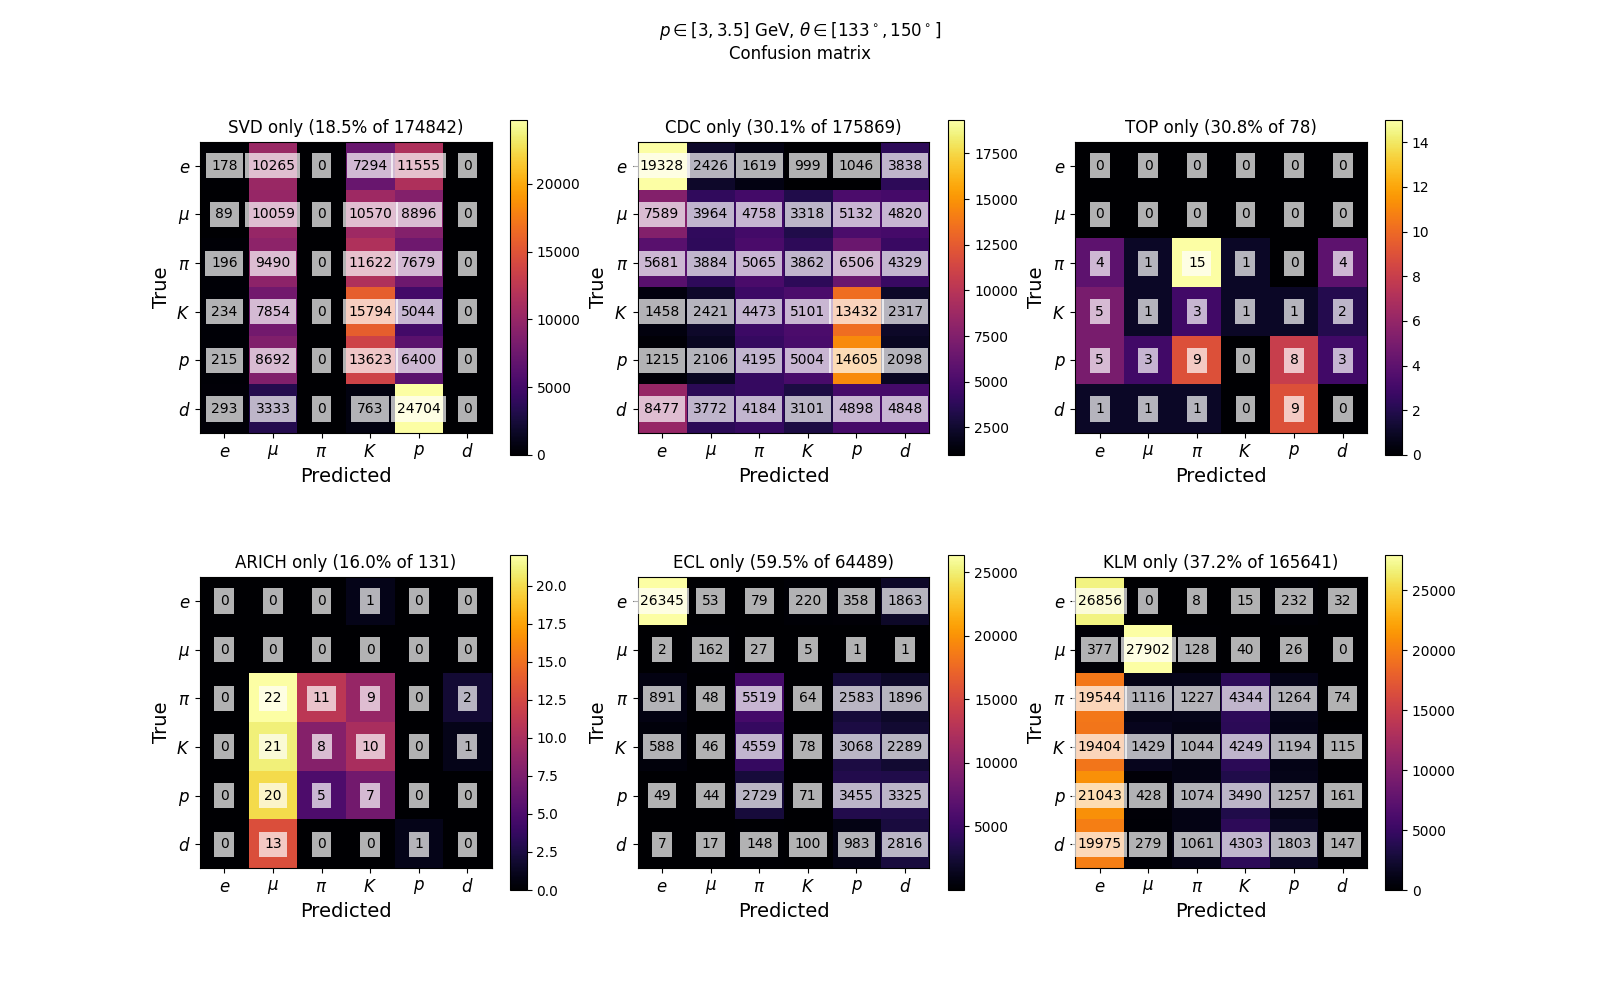 p ∈ [3, 3.5] GeV, θ ∈ [133°, 150°]
Confusion matrix
SVD only (18.5% of 174842)
e 178 10265 0 7294 11555 0
μ 89 10059 0 10570 8896 0
π 196 9490 0 11622 7679 0
K 234 7854 0 15794 5044 0
p 215 8692 0 13623 6400 0
d 293 3333 0 763 24704 0
e μ π K p d
Predicted
True
20000
15000
10000
5000
0
CDC only (30.1% of 175869)
e 19328 2426 1619 999 1046 3838
μ 7589 3964 4758 3318 5132 4820
π 5681 3884 5065 3862 6506 4329
K 1458 2421 4473 5101 13432 2317
p 1215 2106 4195 5004 14605 2098
d 8477 3772 4184 3101 4898 4848
e μ π K p d
Predicted
True
17500
15000
12500
10000
7500
5000
2500
TOP only (30.8% of 78)
e 0 0 0 0 0 0
μ 0 0 0 0 0 0
π 4 1 15 1 0 4
K 5 1 3 1 1 2
p 5 3 9 0 8 3
d 1 1 1 0 9 0
e μ π K p d
Predicted
True
14
12
10
8
6
4
2
0
ARICH only (16.0% of 131)
e 0 0 0 1 0 0
μ 0 0 0 0 0 0
π 0 22 11 9 0 2
K 0 21 8 10 0 1
p 0 20 5 7 0 0
d 0 13 0 0 1 0
e μ π K p d
Predicted
True
20.0
17.5
15.0
12.5
10.0
7.5
5.0
2.5
0.0
ECL only (59.5% of 64489)
e 26345 53 79 220 358 1863
μ 2 162 27 5 1 1
π 891 48 5519 64 2583 1896
K 588 46 4559 78 3068 2289
p 49 44 2729 71 3455 3325
d 7 17 148 100 983 2816
e μ π K p d
Predicted
True
25000
20000
15000
10000
5000
KLM only (37.2% of 165641)
e 26856 0 8 15 232 32
μ 377 27902 128 40 26 0
π 19544 1116 1227 4344 1264 74
K 19404 1429 1044 4249 1194 115
p 21043 428 1074 3490 1257 161
d 19975 279 1061 4303 1803 147
e μ π K p d
Predicted
True
25000
20000
15000
10000
5000
0